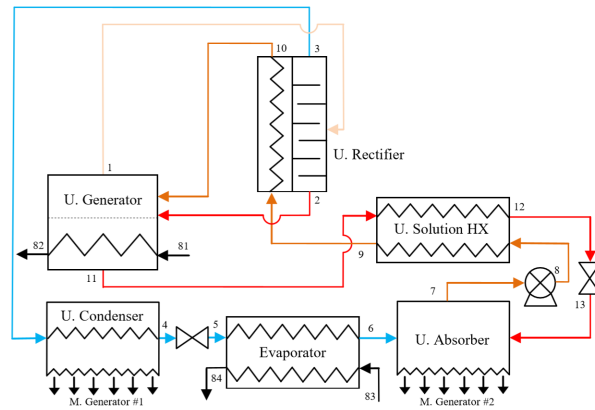 10 3
U. Rectifier
1
U. Generator
2
82 81
11
12
U. Solution HX
9
8
7
13
U. Condenser
4 5
Evaporator
6
U. Absorber
84
83
M. Generator #1
M. Generator #2